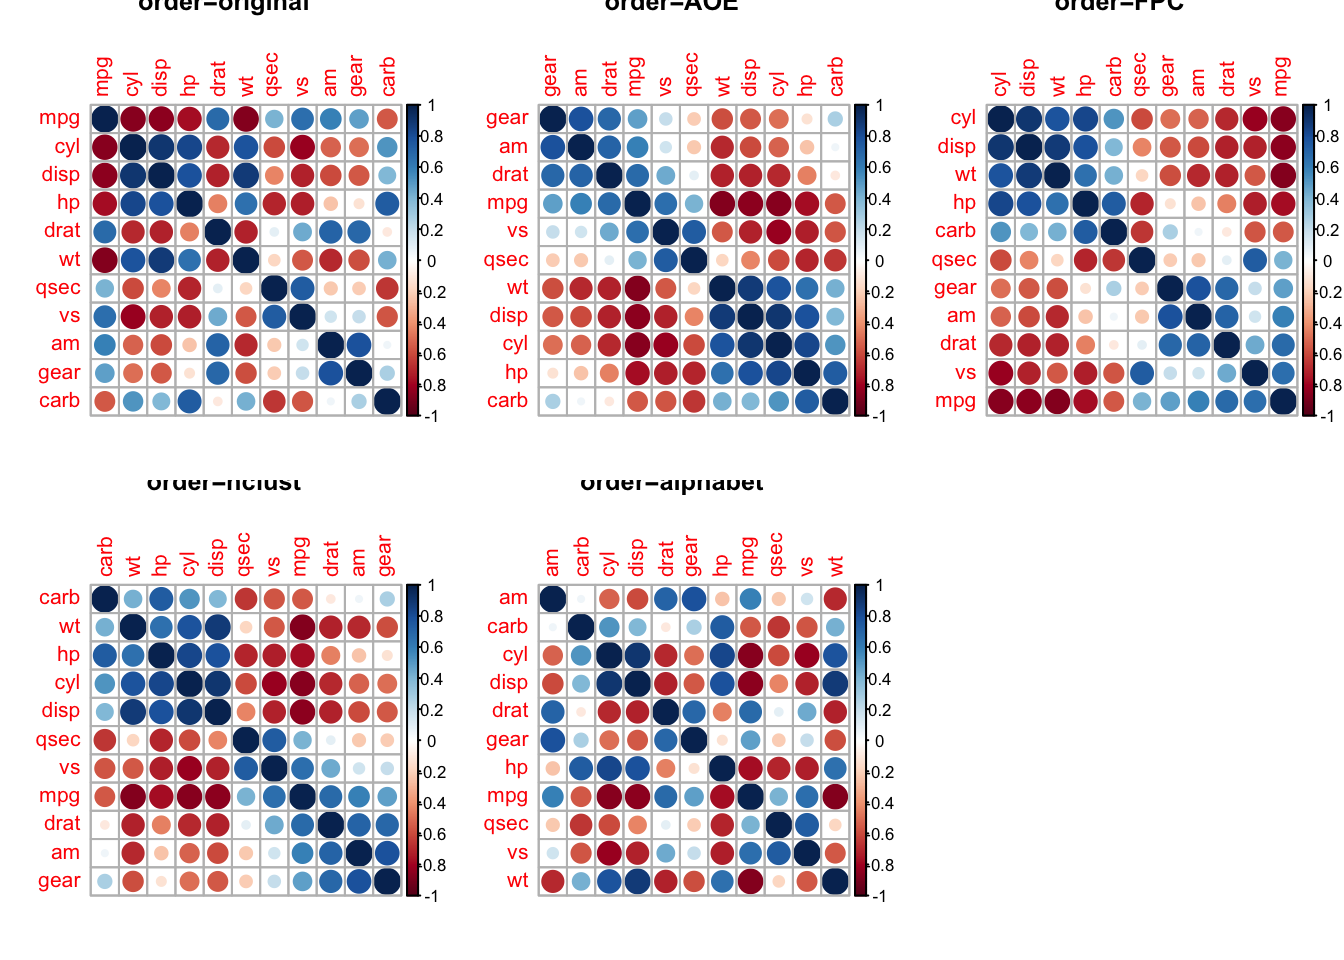 order=original
mpg cyl disp hp drat wt qsec vs am gear carb
mpg
cyl
disp
hp
drat
wt
qsec
vs
am
gear
carb
1
0.8
0.6
0.4
0.2
0
-0.2
-0.4
-0.6
-0.8
-1
order=AOE
gear am drat mpg vs qsec wt disp cyl hp carb
gear
am
drat
mpg
vs
qsec
wt
disp
cyl
hp
carb
1
0.8
0.6
0.4
0.2
0
-0.2
-0.4
-0.6
-0.8
-1
order=FPC
cyl disp wt hp carb qsec gear am drat vs mpg
cyl
disp
wt
hp
carb
qsec
gear
am
drat
vs
mpg
1
0.8
0.6
0.4
0.2
0
-0.2
-0.4
-0.6
-0.8
-1
order=hclust
carb wt hp cyl disp qsec vs mpg drat am gear
carb
wt
hp
cyl
disp
qsec
vs
mpg
drat
am
gear
1
0.8
0.6
0.4
0.2
0
-0.2
-0.4
-0.6
-0.8
-1
order=alphabet
am carb cyl disp drat gear hp mpg qsec vs wt
am
carb
cyl
disp
drat
gear
hp
mpg
qsec
vs
wt
1
0.8
0.6
0.4
0.2
0
-0.2
-0.4
-0.6
-0.8
-1